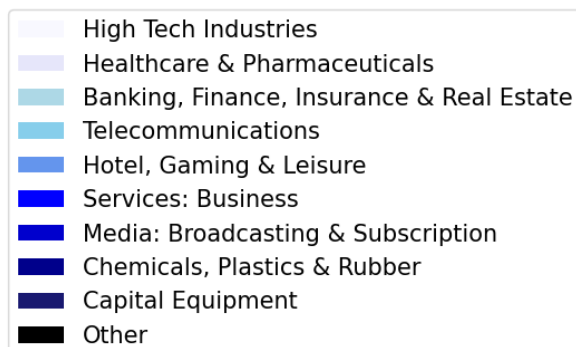 High Tech Industries
Healthcare & Pharmaceuticals
Banking, Finance, Insurance & Real Estate
Telecommunications
Hotel, Gaming & Leisure
Services: Business
Media: Broadcasting & Subscription
Chemicals, Plastics & Rubber
Capital Equipment
Other